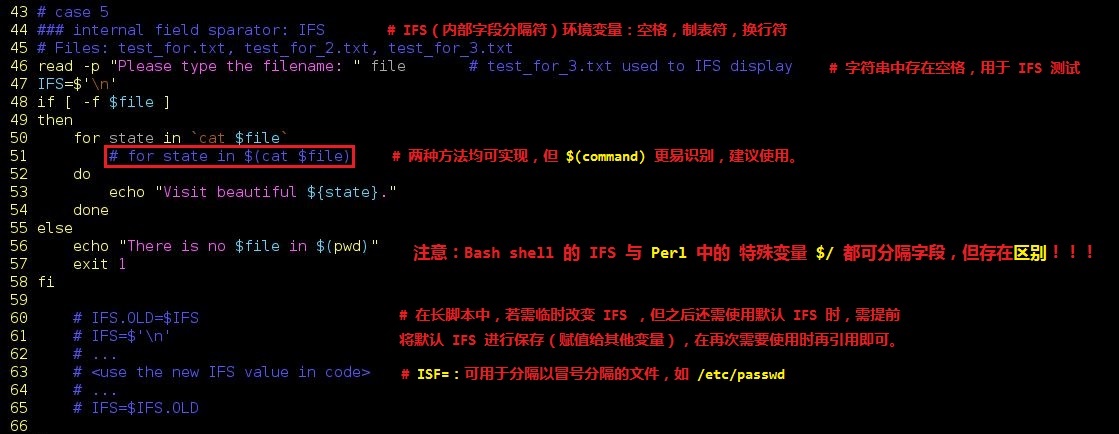 43 # case 5
44 ### internal field sparator: IFS # IFS（内部字段分隔符）环境变量：空格，制表符，换行符
45 # Files: test_for.txt, test_for_2.txt, test_for_3.txt
46 read -p "Please type the filename: " file # test_for_3.txt used to IFS display # 字符串中存在空格，用于 IFS 测试
47 IFS=$'\n'
48 if [ -f $file ]
49 then
50 for state in `cat $file`
51 # for state in $(cat $file) # 两种方法均可实现，但 $(command) 更易识别，建议使用。
52 do
53 echo "Visit beautiful ${state}."
54 done
55 else
56 echo "There is no $file in $(pwd)" 注意：Bash shell 的 IFS 与 Perl 中的 特殊变量 $/ 都可分隔字段，但存在区别！！！
57 exit 1
58 fi
59
60 # IFS.OLD=$IFS # 在长脚本中，若需临时改变 IFS ，但之后还需使用默认 IFS 时，需提前
61 # IFS=$'\n' 将默认 IFS 进行保存（赋值给其他变量），在再次需要使用时再引用即可。
62 # ...
63 # <use the new IFS value in code> # ISF=：可用于分隔以冒号分隔的文件，如 /etc/passwd
64 # ...
65 # IFS=$IFS.OLD
66